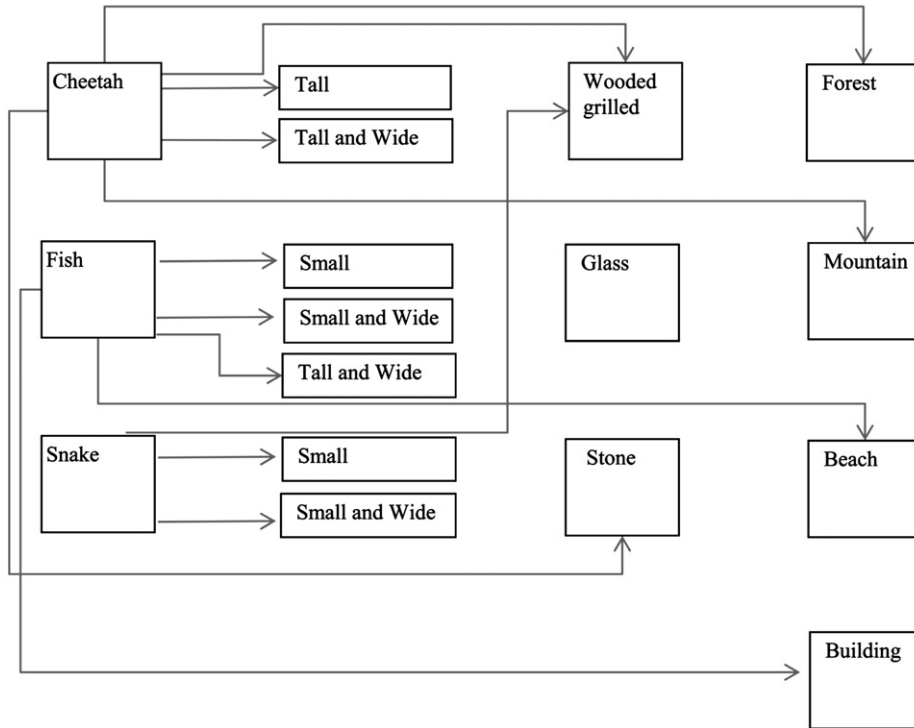 Cheetah
Tall
Tall and Wide
Wooded
grilled
Forest
Fish
Small
Small and Wide
Tall and Wide
Glass
Mountain
Snake
Small
Small and Wide
Stone
Beach
Building